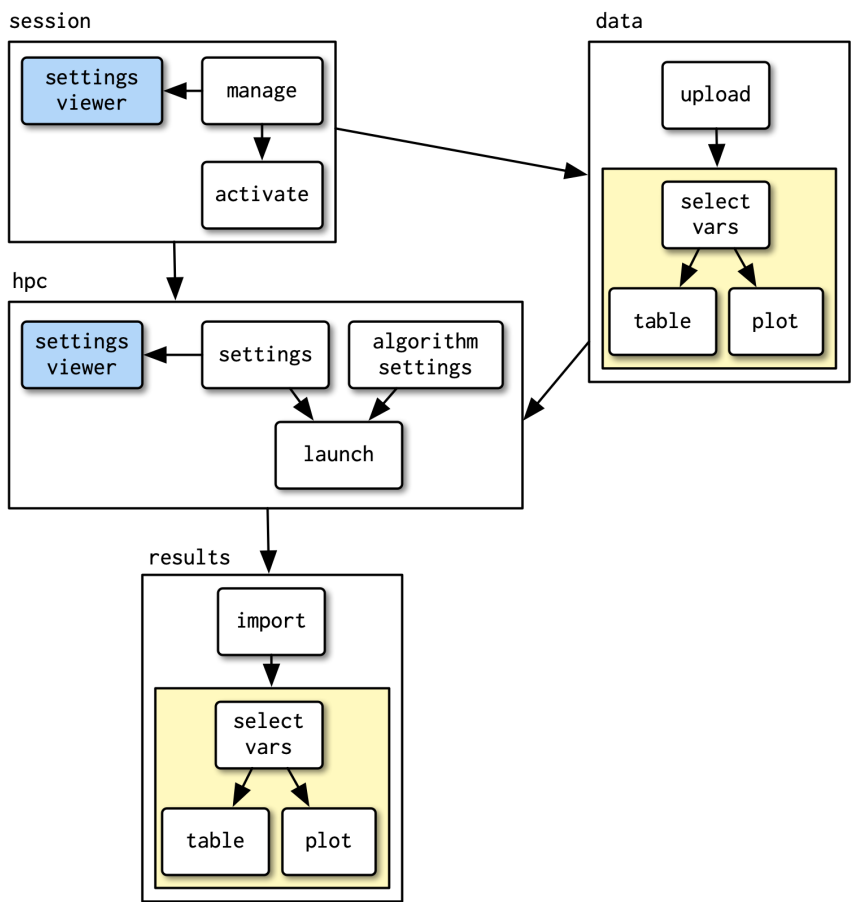 session
settings
viewer
manage
activate
data
upload
select
vars
table
plot
hpc
settings
viewer
settings
algorithm
settings
launch
results
import
select
vars
table
plot